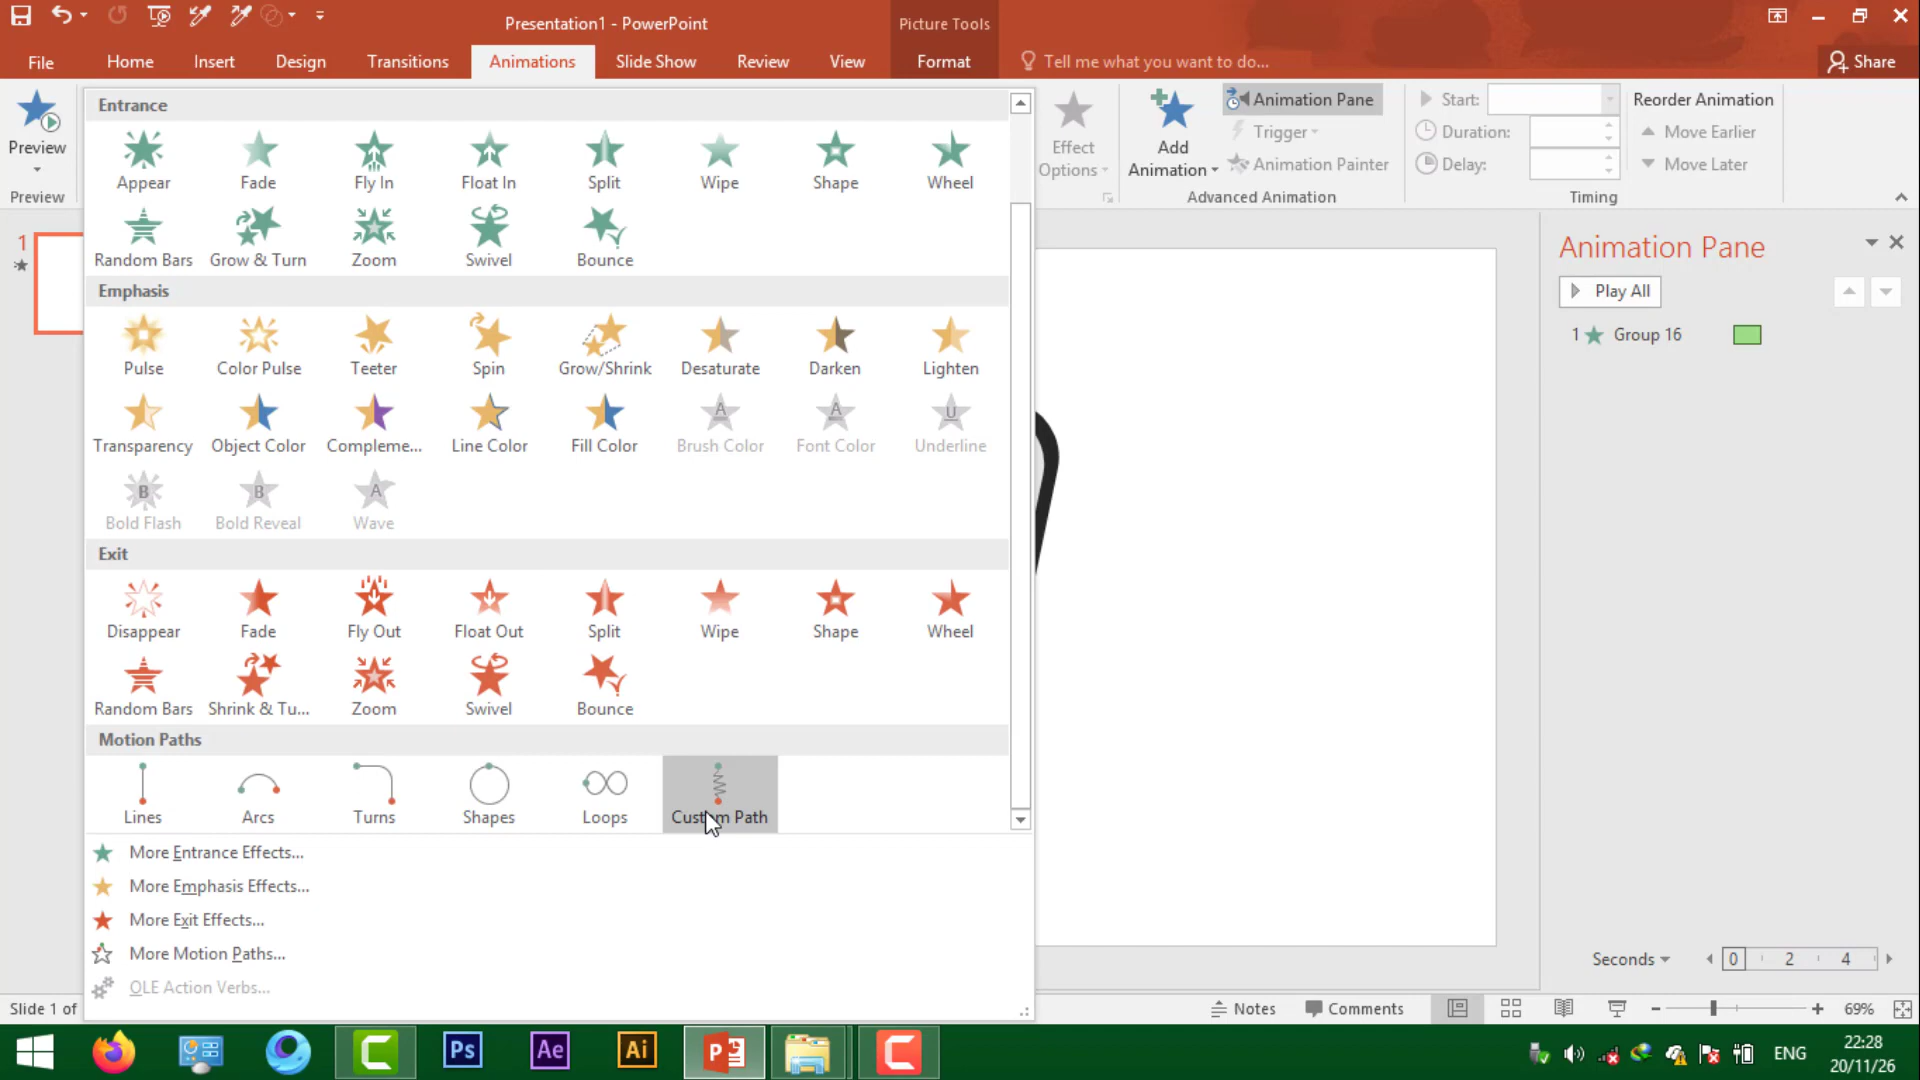 Presentation1 - PowerPoint
Picture Tools
File
Home
Insert
Design
Transitions
Animations
Slide Show
Review
View
Format
Tell me what you want to do...
Share
Preview
Preview
Entrance
Appear
Fade
Fly In
Float In
Split
Wipe
Shape
Wheel
Random Bars
Grow & Turn
Zoom
Swivel
Bounce
Emphasis
Pulse
Color Pulse
Teeter
Spin
Grow/Shrink
Desaturate
Darken
Lighten
Transparency
Object Color
Compleme...
Line Color
Fill Color
Brush Color
Font Color
Underline
Bold Flash
Bold Reveal
Wave
Exit
Disappear
Fade
Fly Out
Float Out
Split
Wipe
Shape
Wheel
Random Bars
Shrink & Tu...
Zoom
Swivel
Bounce
Motion Paths
Lines
Arcs
Turns
Shapes
Loops
Custom Path
More Entrance Effects...
More Emphasis Effects...
More Exit Effects...
More Motion Paths...
OLE Action Verbs...
Effect
Options
Add
Animation
Animation Pane
Trigger
Animation Painter
Advanced Animation
Start:
Duration:
Delay:
Timing
Reorder Animation
Move Earlier
Move Later
1
Animation Pane
Play All
1 Group 16
Seconds
0 2 4
Slide 1 of
Notes
Comments
69%
Ps
Ae
Ai
ENG
22:28
20/11/26